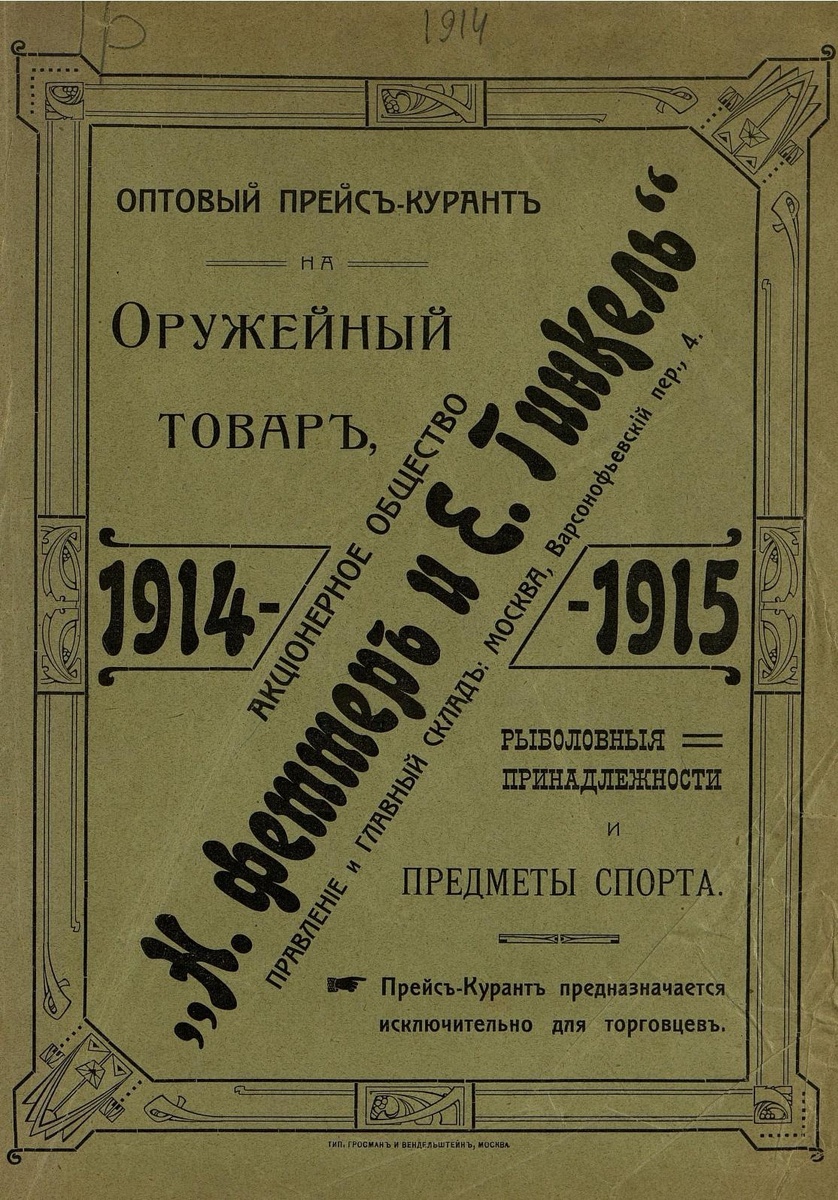 1914
ОПТОВЫЙ ПРЕЙСЪ-КУРАНТЪ
НА
ОРУЖЕЙНЫЙ
ТОВАРЪ,
АКЦІОНЕРНОЕ ОБЩЕСТВО
„Н. Феттеръ и Е. Гинкель“
ПРАВЛЕНІЕ и ГЛАВНЫЙ СКЛАДЪ: МОСКВА, Варсонофьевскій пер., 4.
1914-
-1915
РЫБОЛОВНЫЯ
ПРИНАДЛЕЖНОСТИ
И
ПРЕДМЕТЫ СПОРТА.
Прейсъ-Курантъ предназначается
исключительно для торговцевъ.
ТИП. ГРОСМАНЪ И ВЕНДЕЛЬШТЕЙНЪ, МОСКВА.